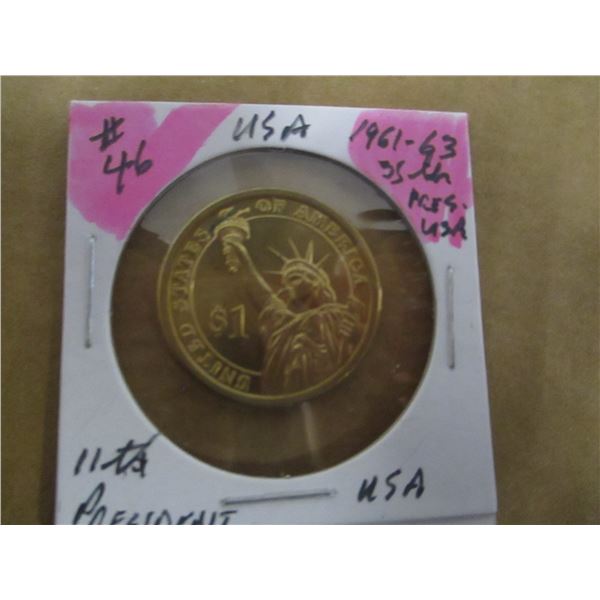 # 46
USA
1961-63
35th
PRES.
USA
UNITED STATES OF AMERICA
$1
11th
PRESIDENT
USA